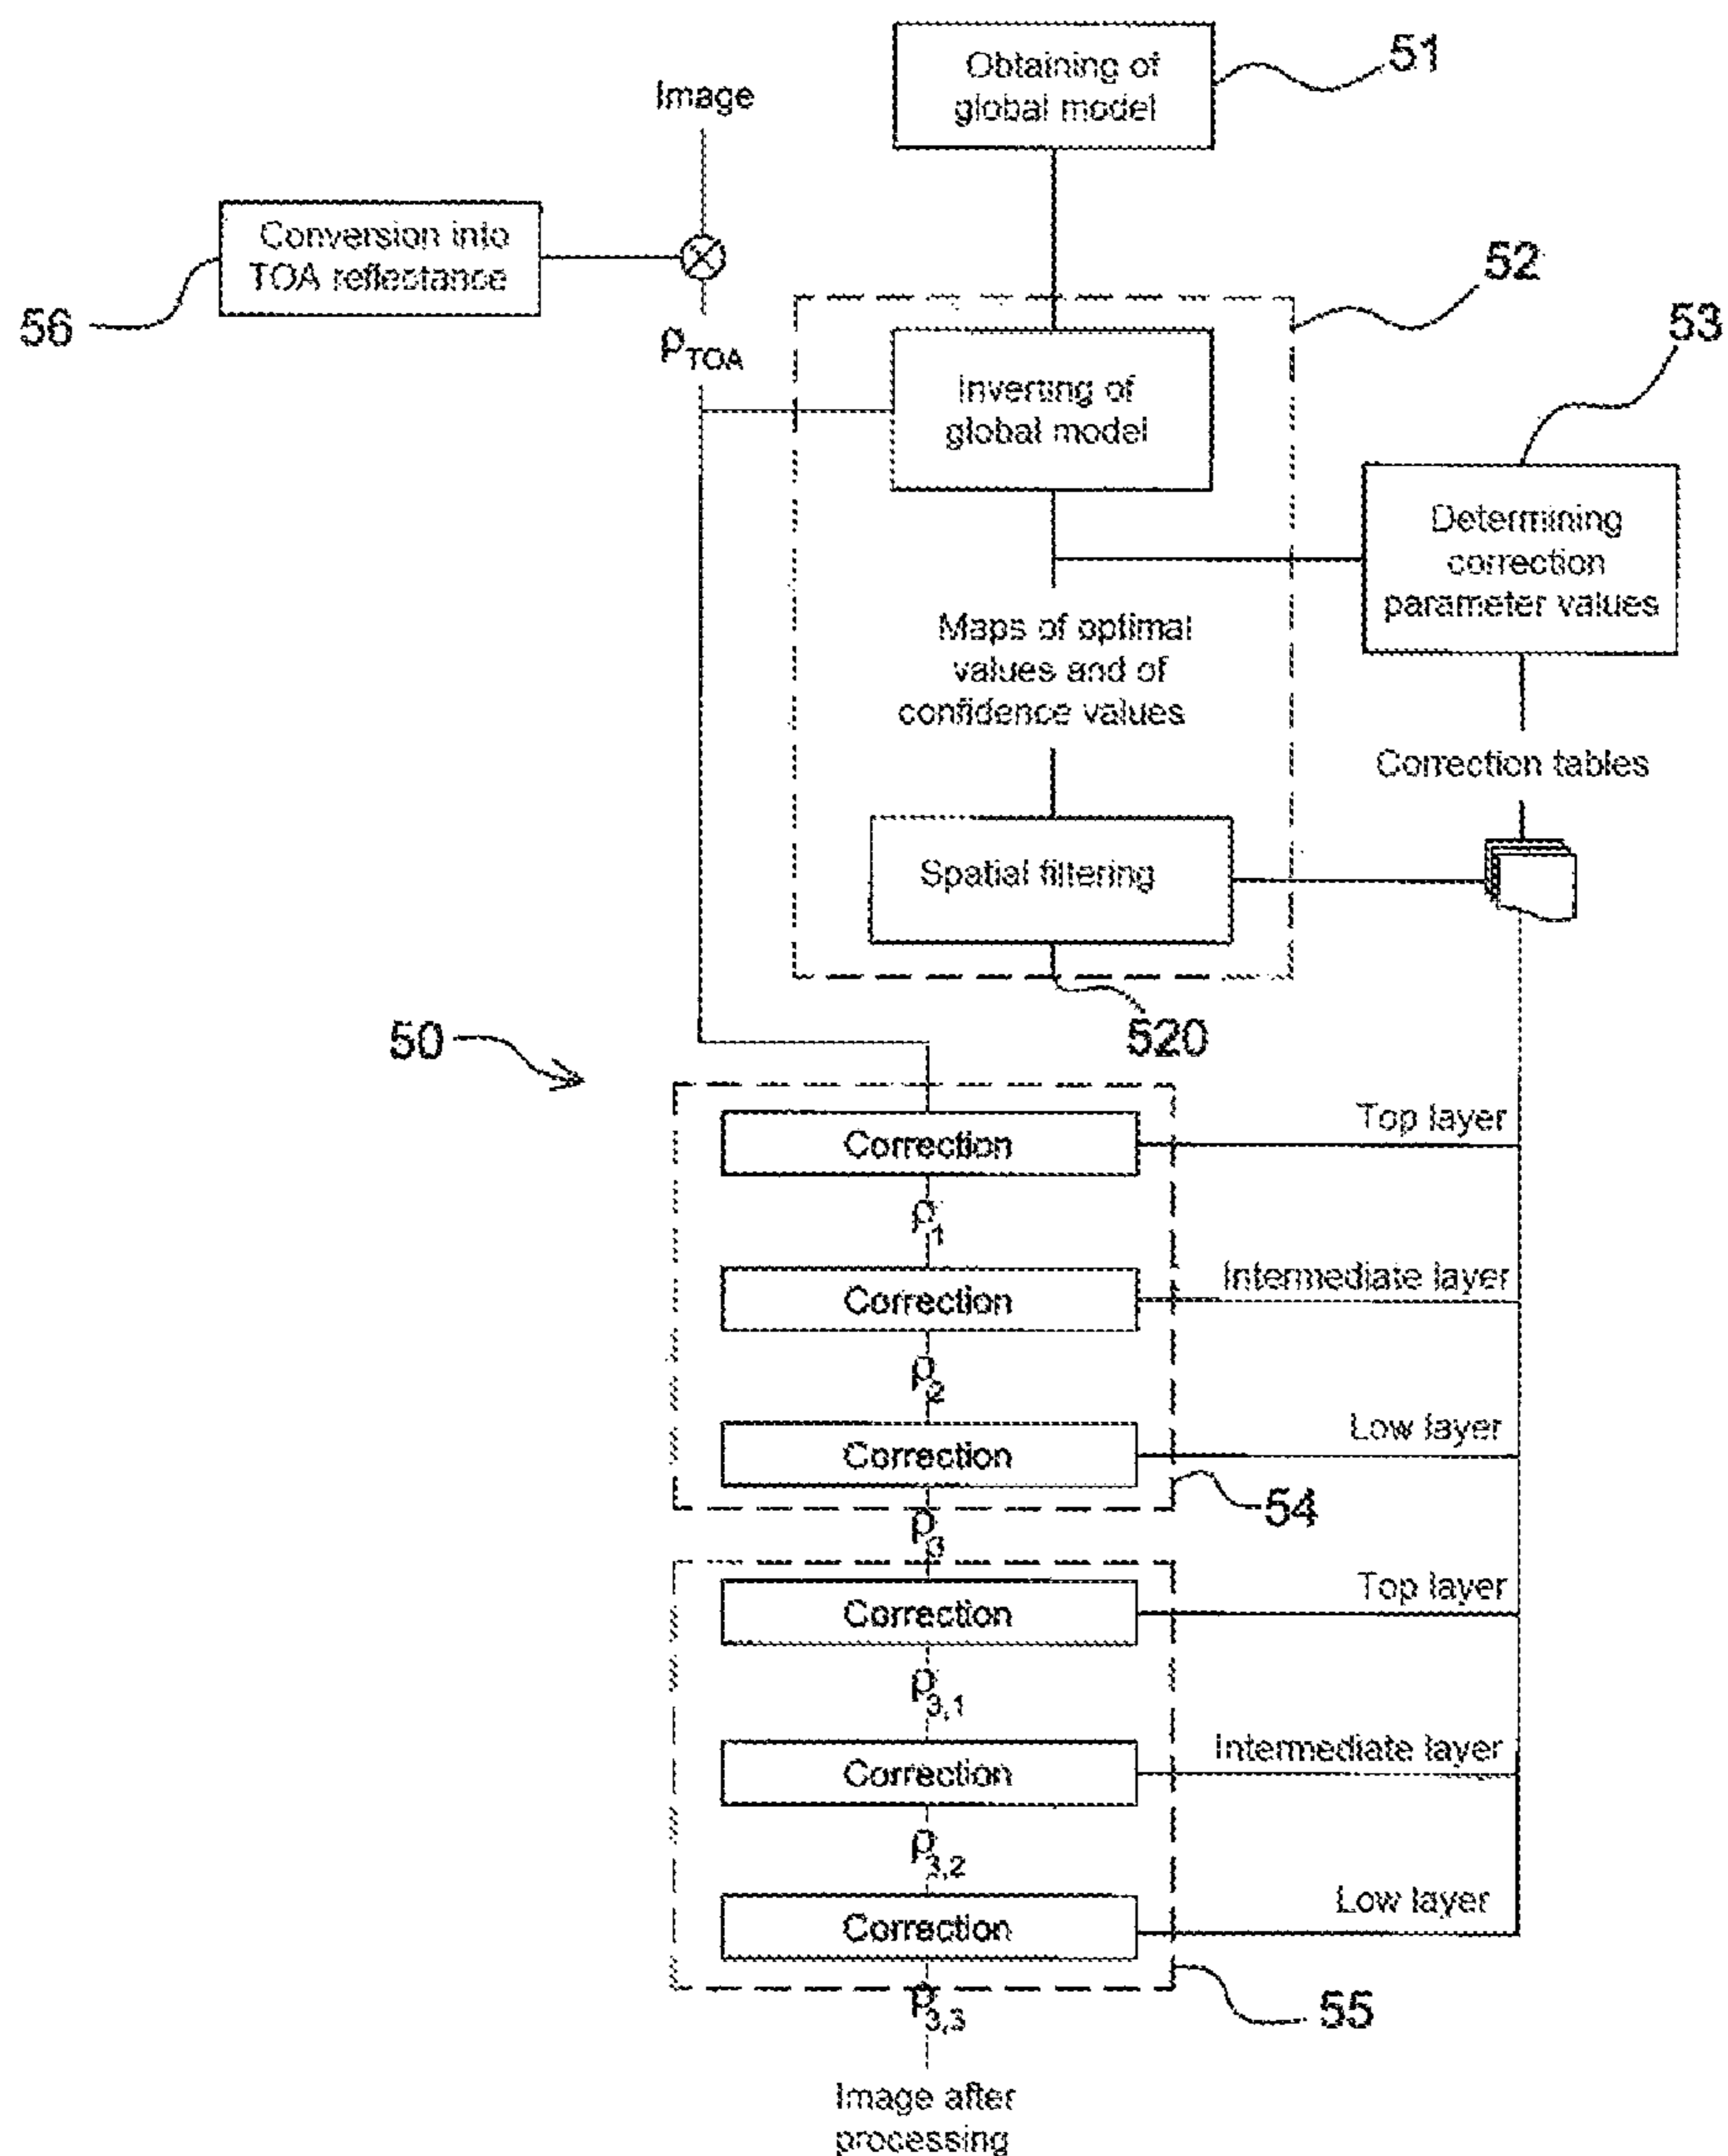 Obtaining of
global model
51
Image
Conversion into
TOA reflectance
56
ρTOA
52
53
Inverting of
global model
Determining
correction
parameter values
Maps of optimal
values and of
confidence values
Correction tables
Spatial filtering
520
50
Correction
Top layer
ρ1
Correction
Intermediate layer
ρ2
Correction
Low layer
54
ρ3
Correction
Top layer
ρ3,1
Correction
Intermediate layer
ρ3,2
Correction
Low layer
55
ρ3,3
Image after
processing